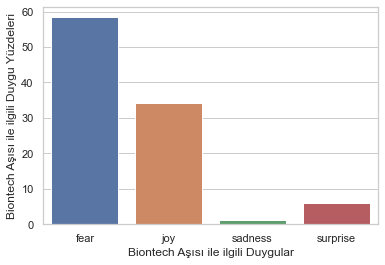 Biontech Aşısı ile ilgili Duygu Yüzdeleri
60
50
40
30
20
10
0
fear joy sadness surprise
Biontech Aşısı ile ilgili Duygular